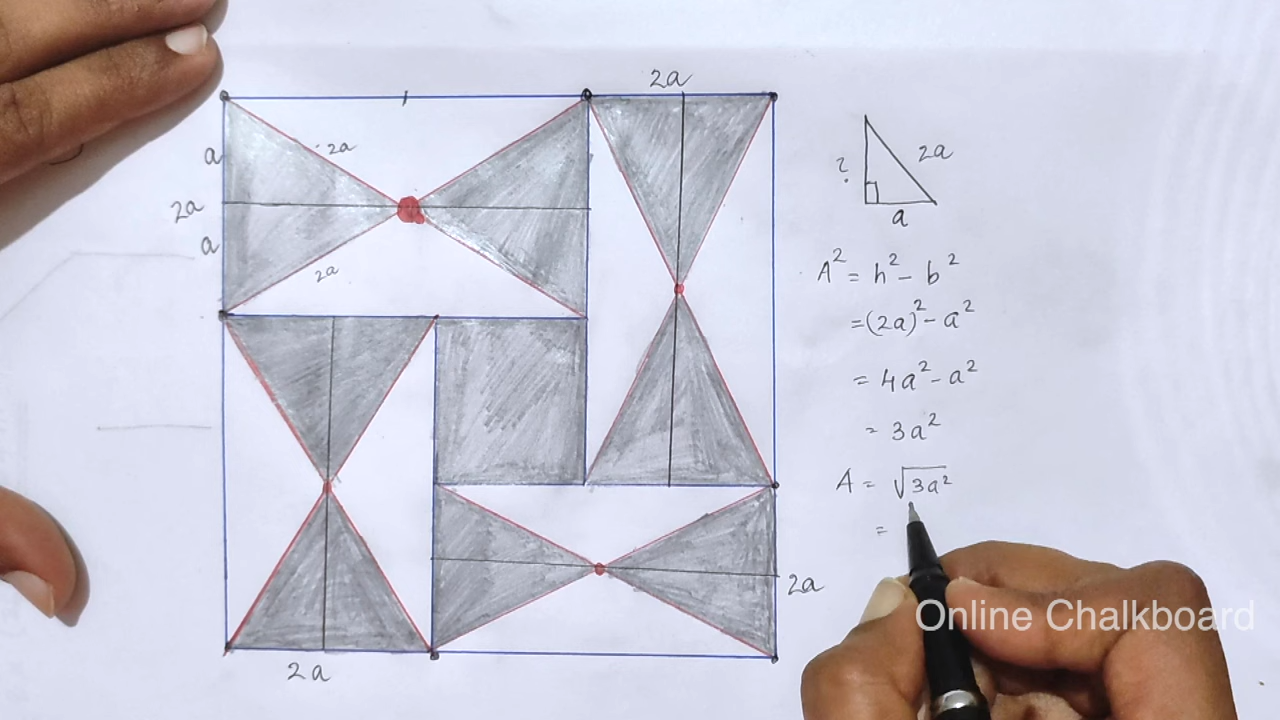 2a
a
2a
2a
a
2a
2a
2a
?
2a
a
A² = h² - b²
= (2a)² - a²
= 4a² - a²
= 3a²
A = √3a²
=
Online Chalkboard